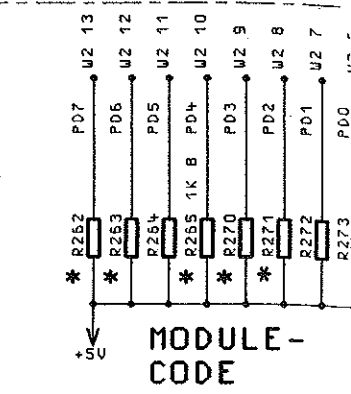 W2 13
W2 12
W2 11
W2 10
W2 9
W2 8
W2 7
PD7
PD6
PD5
PD4
PD3
PD2
PD1
PD0
1K B
* R262
* R263
R264
* R265
* R270
* R271
R272
R273
+5V
MODULE-
CODE